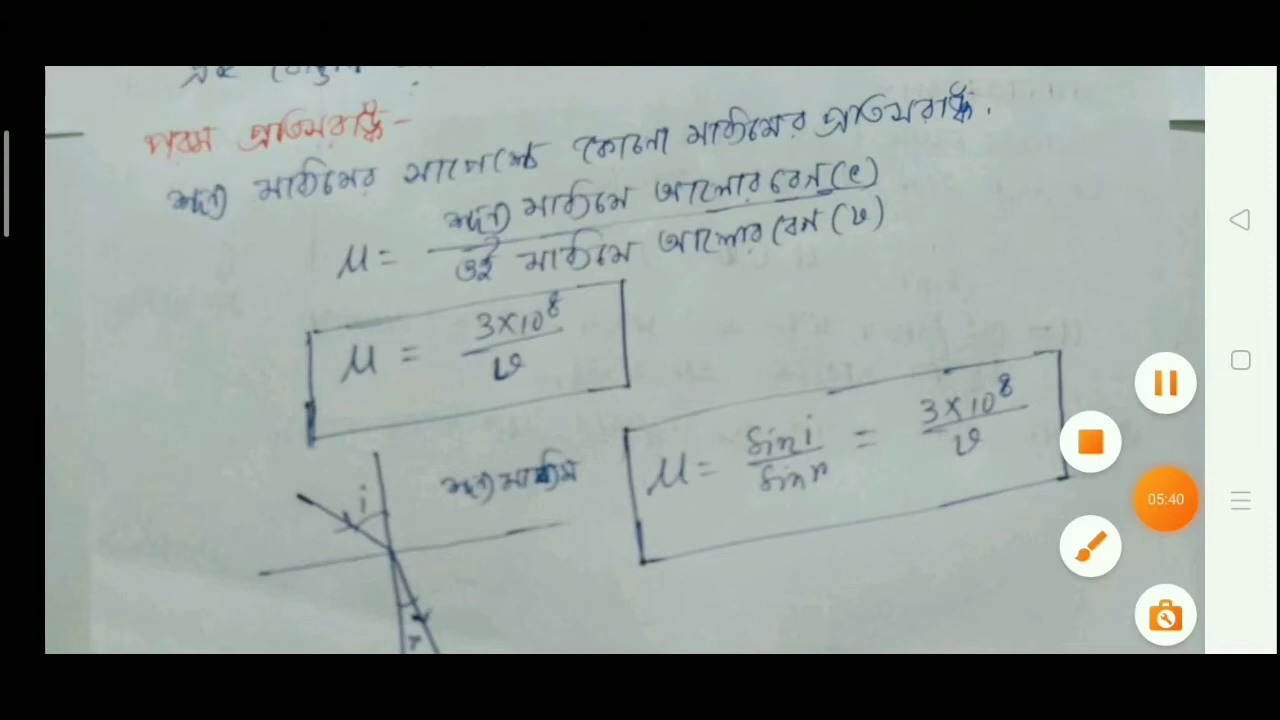 পরম প্রতিসরাঙ্ক -
শূন্য মাধ্যমের সাপেক্ষে কোনো মাধ্যমের প্রতিসরাঙ্ক.
শূন্য মাধ্যমে আলোর বেগ (c)
μ =
ওই মাধ্যমে আলোর বেগ (v)
μ = 3×10⁸ / v
μ = sin i / sin r = 3×10⁸ / v
শূন্য মাধ্যম
i
r
05:40